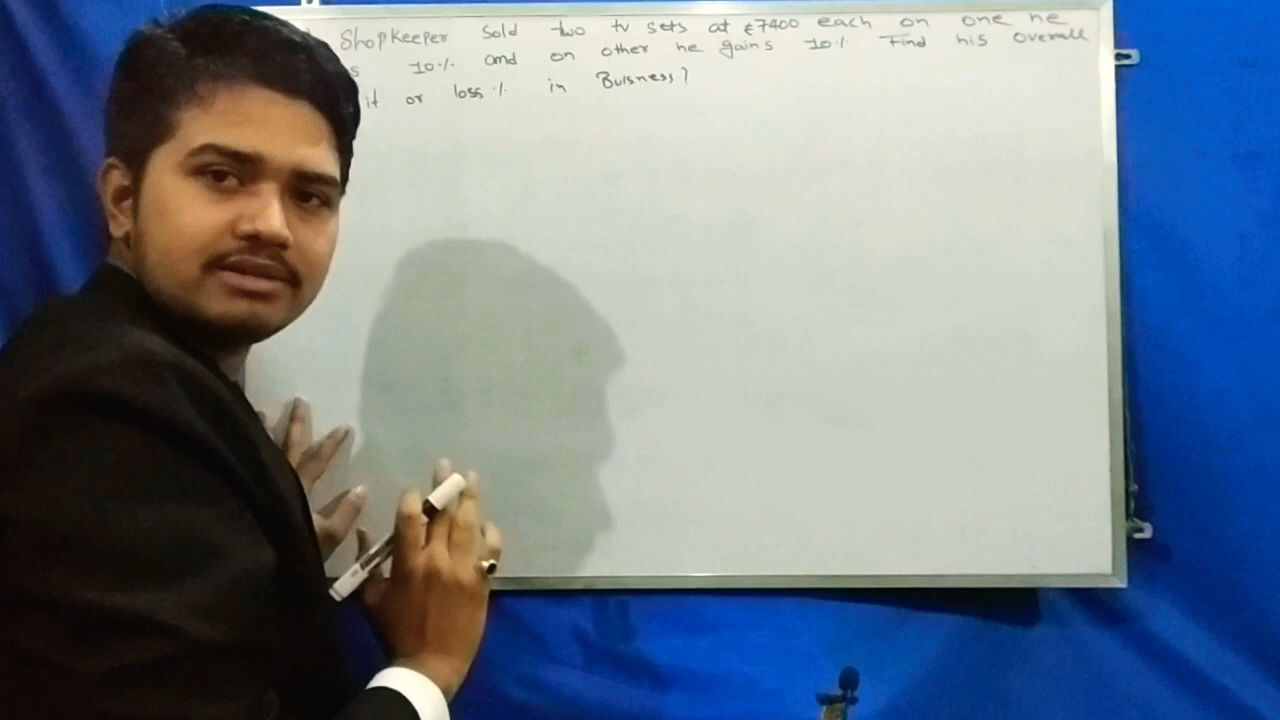 Shopkeeper sold two tv sets at ₹7400 each on one he
s 10% and on other he gains 10% Find his overall
it or loss % in Buisness?